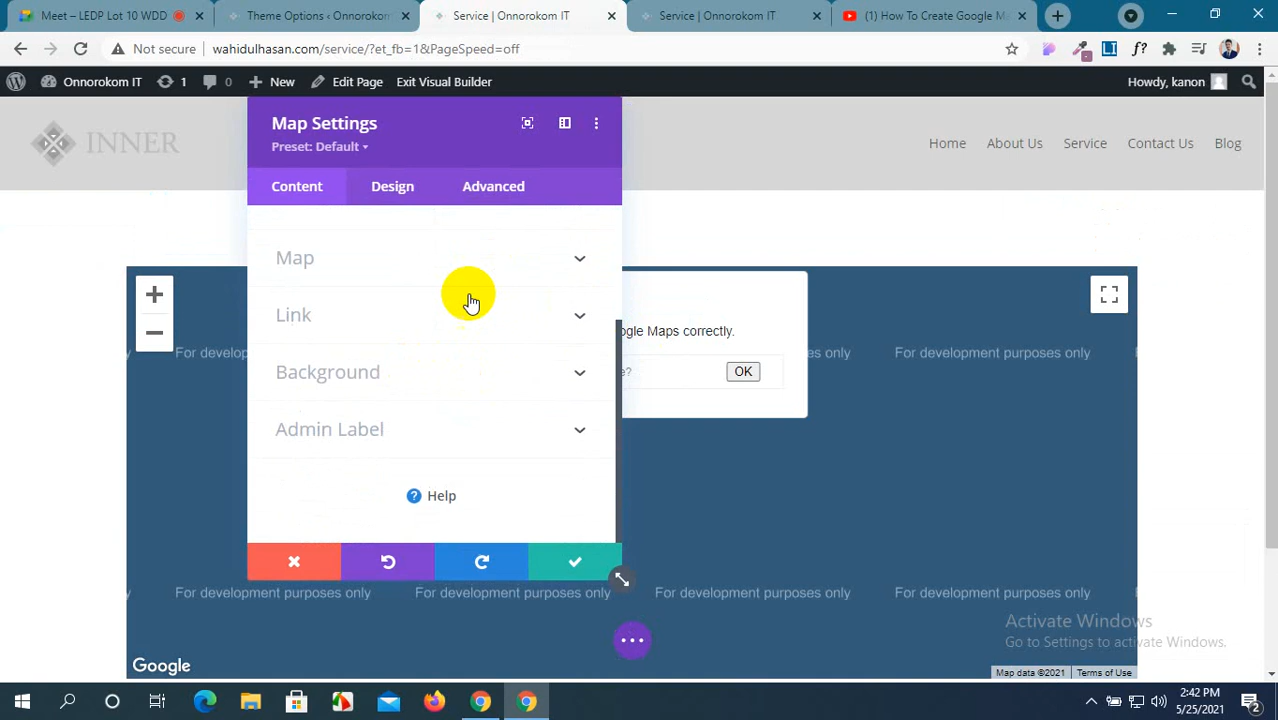 Meet – LEDP Lot 10 WDD
Theme Options ‹ Onnorokom
Service | Onnorokom IT
Service | Onnorokom IT
(1) How To Create Google M
Not secure
wahidulhasan.com/service/?et_fb=1&PageSpeed=off
Onnorokom IT
1
0
New
Edit Page
Exit Visual Builder
Howdy, kanon
INNER
Home
About Us
Service
Contact Us
Blog
Map Settings
Preset: Default
Content
Design
Advanced
Map
Link
Background
Admin Label
Help
ogle Maps correctly.
e?
OK
For develop
only
For development purposes only
For development purposes only
For development purposes only
For development purposes only
For development purposes only
Activate Windows
Go to Settings to activate Windows.
Google
Map data ©2021
Terms of Use
2:42 PM
5/25/2021
2